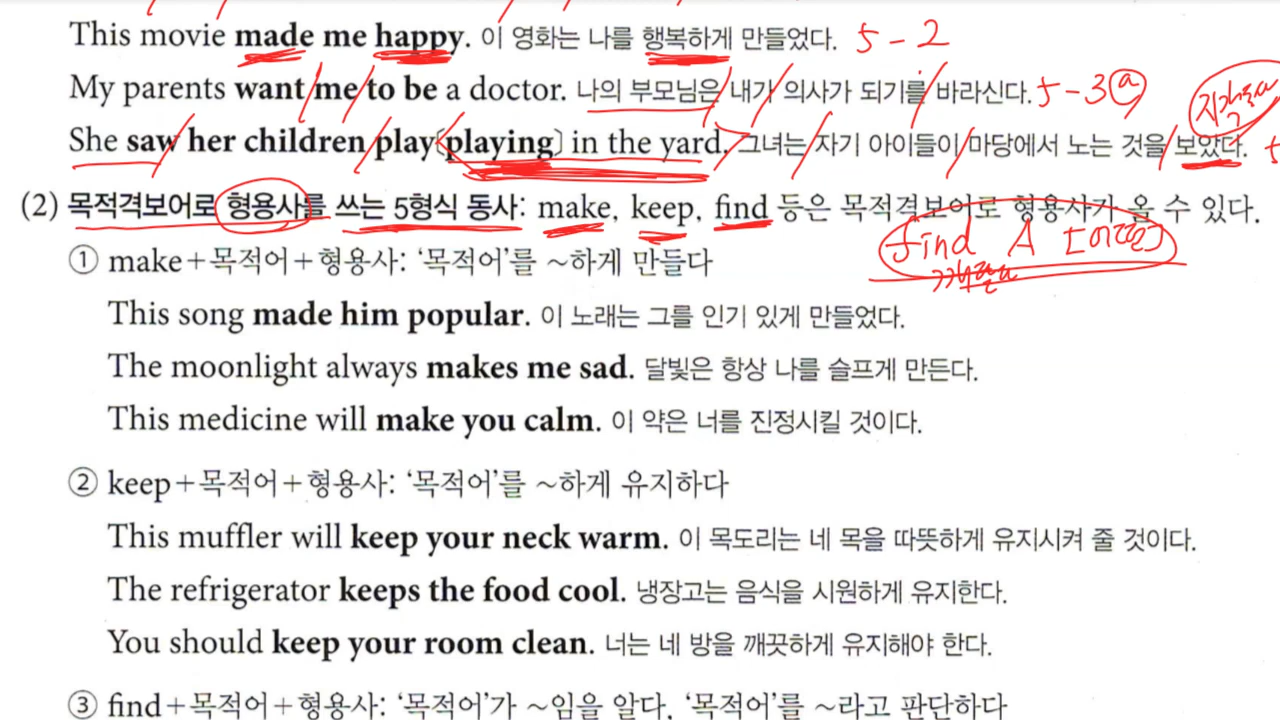 This movie made me happy. 이 영화는 나를 행복하게 만들었다. 5-2
My parents want me to be a doctor. 나의 부모님은 내가 의사가 되기를 바라신다. 5-3ⓐ
지각동사
She saw her children play[playing] in the yard. 그녀는 자기 아이들이 마당에서 노는 것을 보았다. 5
(2) 목적격보어로 형용사를 쓰는 5형식 동사: make, keep, find 등은 목적격보어로 형용사가 올 수 있다.
find A
① make+목적어+형용사: ‘목적어’를 ~하게 만들다
This song made him popular. 이 노래는 그를 인기 있게 만들었다.
The moonlight always makes me sad. 달빛은 항상 나를 슬프게 만든다.
This medicine will make you calm. 이 약은 너를 진정시킬 것이다.
② keep+목적어+형용사: ‘목적어’를 ~하게 유지하다
This muffler will keep your neck warm. 이 목도리는 네 목을 따뜻하게 유지시켜 줄 것이다.
The refrigerator keeps the food cool. 냉장고는 음식을 시원하게 유지한다.
You should keep your room clean. 너는 네 방을 깨끗하게 유지해야 한다.
③ find+목적어+형용사: ‘목적어’가 ~임을 알다, ‘목적어’를 ~라고 판단하다